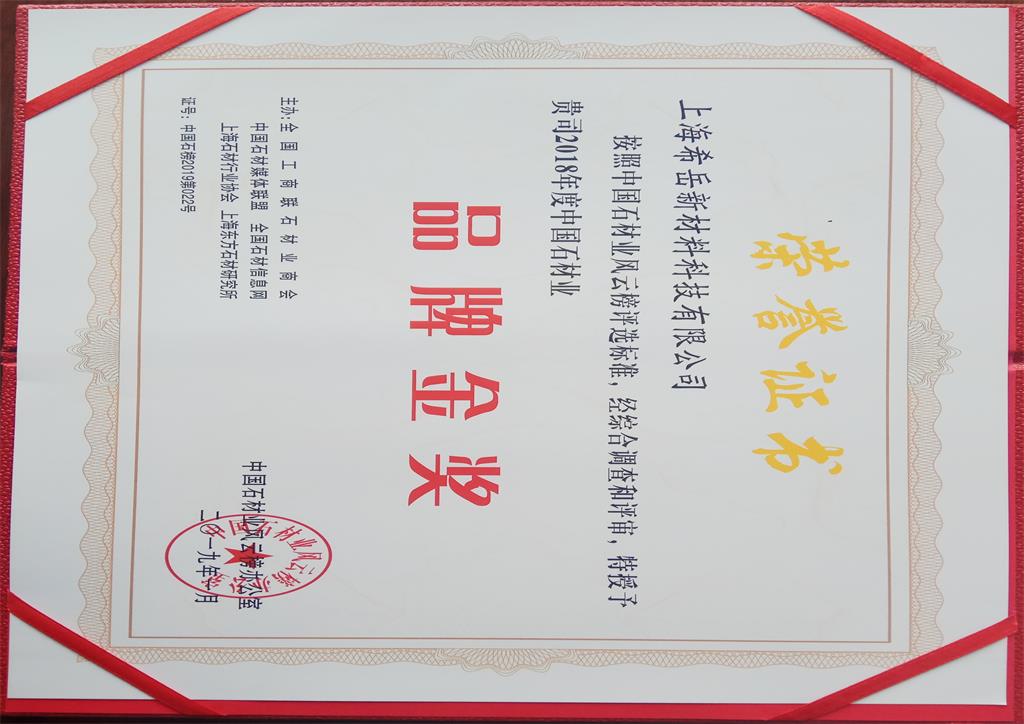 荣誉证书
上海希岳新材料科技有限公司
按照中国石材业风云榜评选标准，经综合调查和评审，特授予
贵司2018年度中国石材业
品牌金奖
主办：全国工商联石材业商会
中国石材媒体联盟 全国石材信息网
上海石材行业协会 上海东方石材研究所
证号：中国石榜2019第022号
中国石材业风云榜办公室
二〇一九年一月